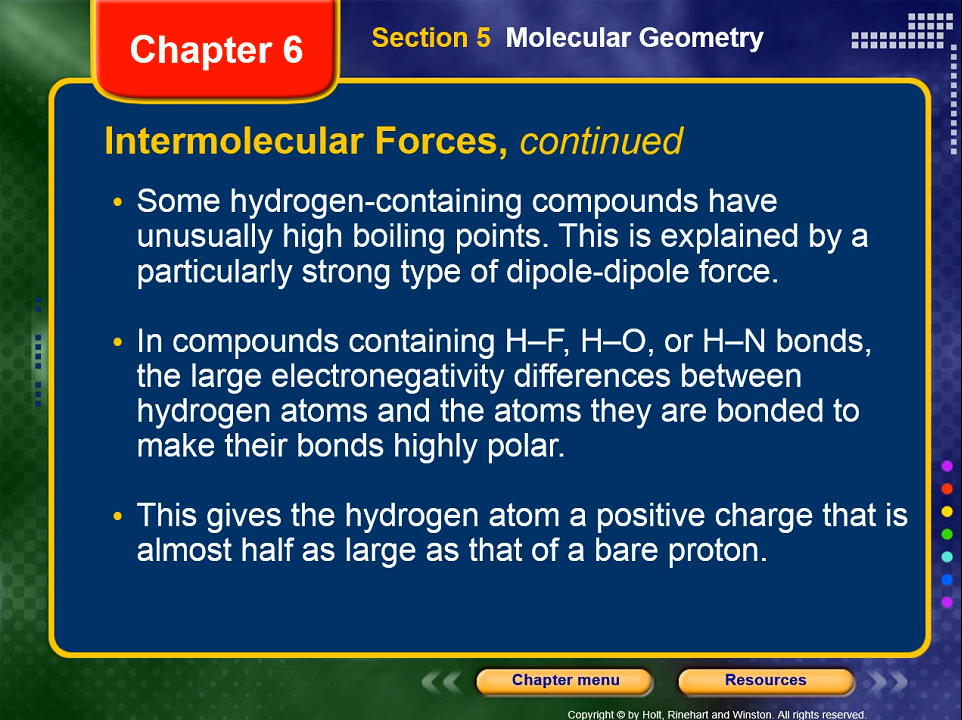 Chapter 6
Section 5 Molecular Geometry
Intermolecular Forces, continued
• Some hydrogen-containing compounds have
unusually high boiling points. This is explained by a
particularly strong type of dipole-dipole force.
• In compounds containing H–F, H–O, or H–N bonds,
the large electronegativity differences between
hydrogen atoms and the atoms they are bonded to
make their bonds highly polar.
• This gives the hydrogen atom a positive charge that is
almost half as large as that of a bare proton.
Chapter menu
Resources
Copyright © by Holt, Rinehart and Winston. All rights reserved.